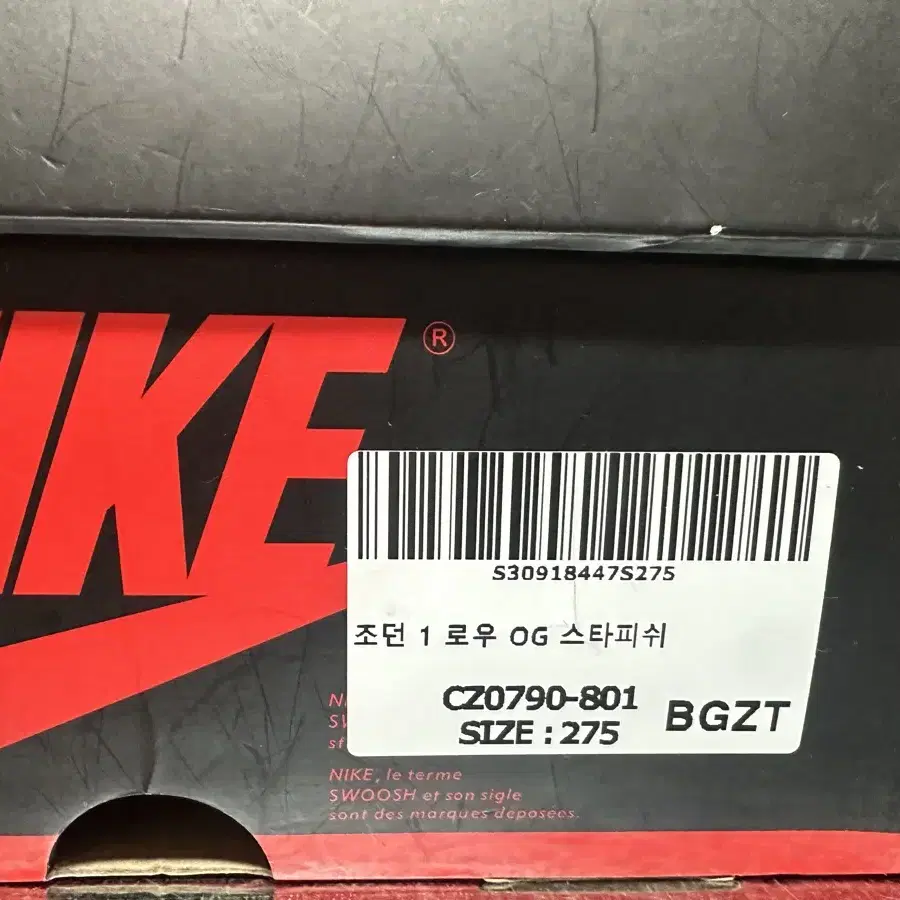 NIKE®
S30918447S275
조던 1 로우 OG 스타피쉬
CZ0790-801
SIZE : 275
BGZT
NIKE, le terme
SWOOSH et son sigle
sont des marques déposées.